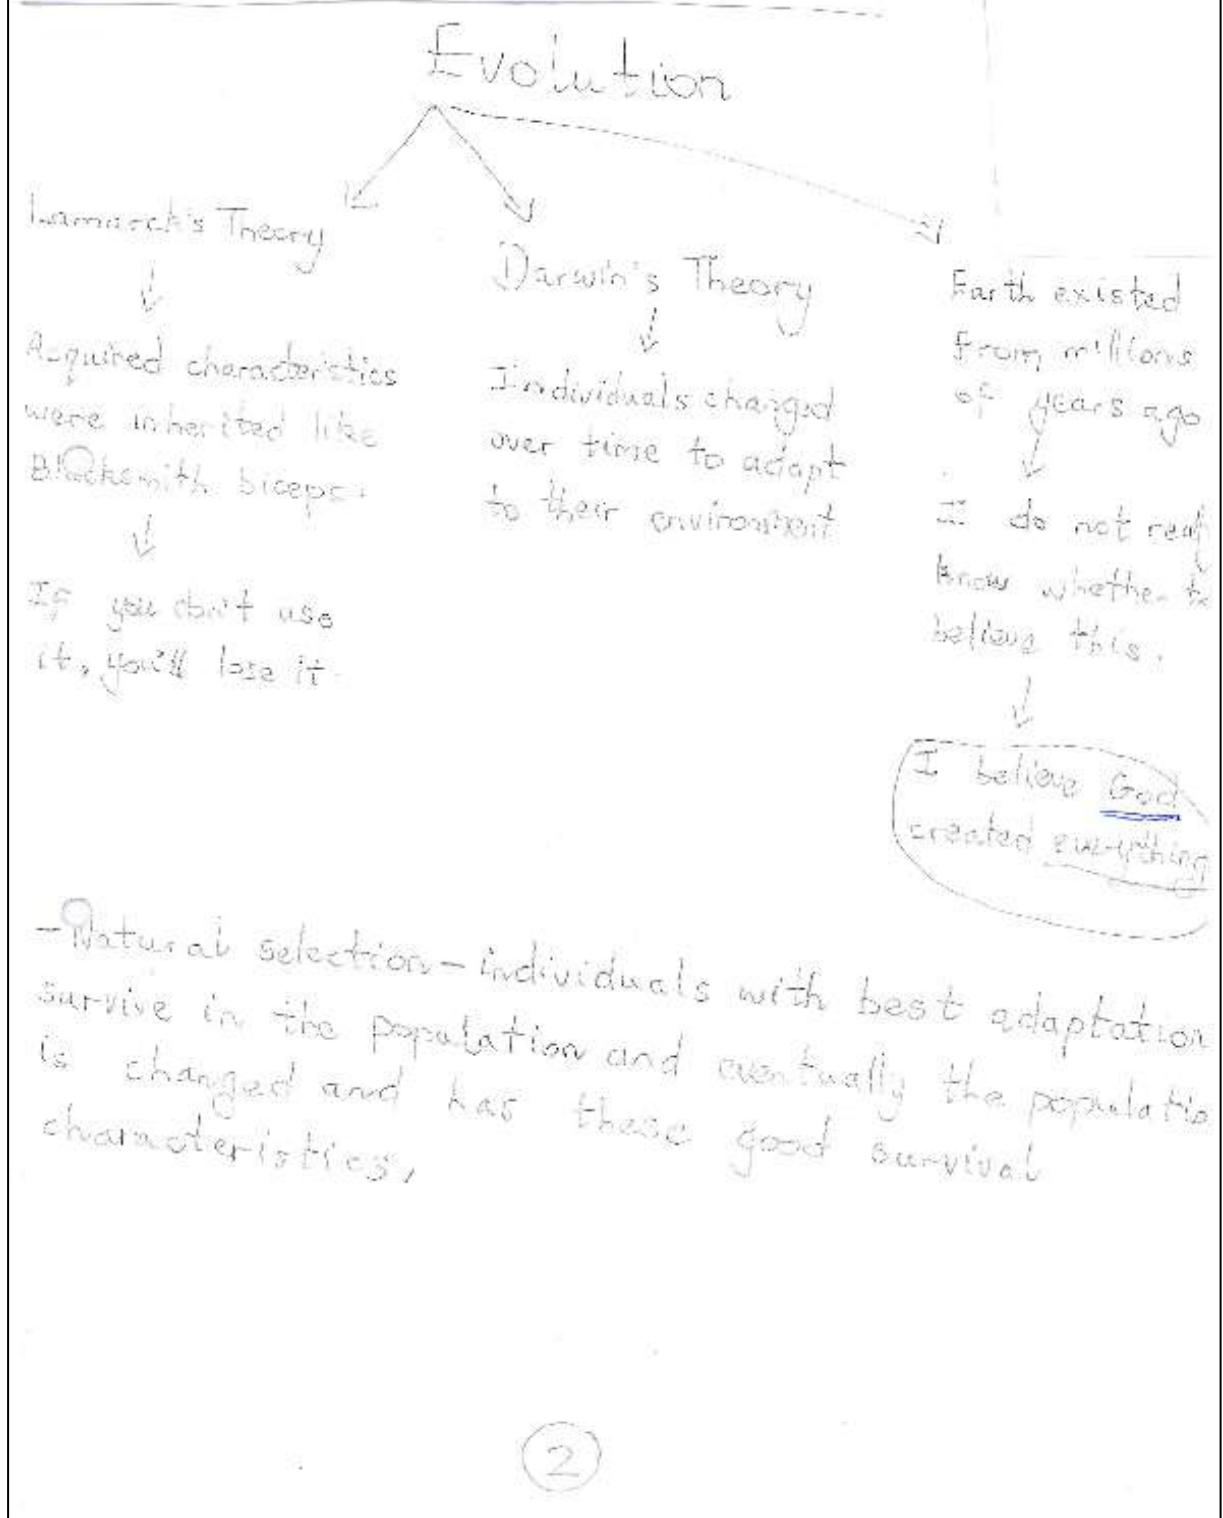 Evolution
Lamarck's Theory
Acquired characteristics
were inherited like
Blacksmith biceps.
If you don't use
it, you'll lose it.
Darwin's Theory
Individuals changed
over time to adapt
to their environment
Earth existed
from millions
of years ago
I do not really
know whether to
believe this.
I believe God
created everything
-Natural selection - individuals with best adaptation
survive in the population and eventually the populatio
is changed and has these good survival
characteristics,
2